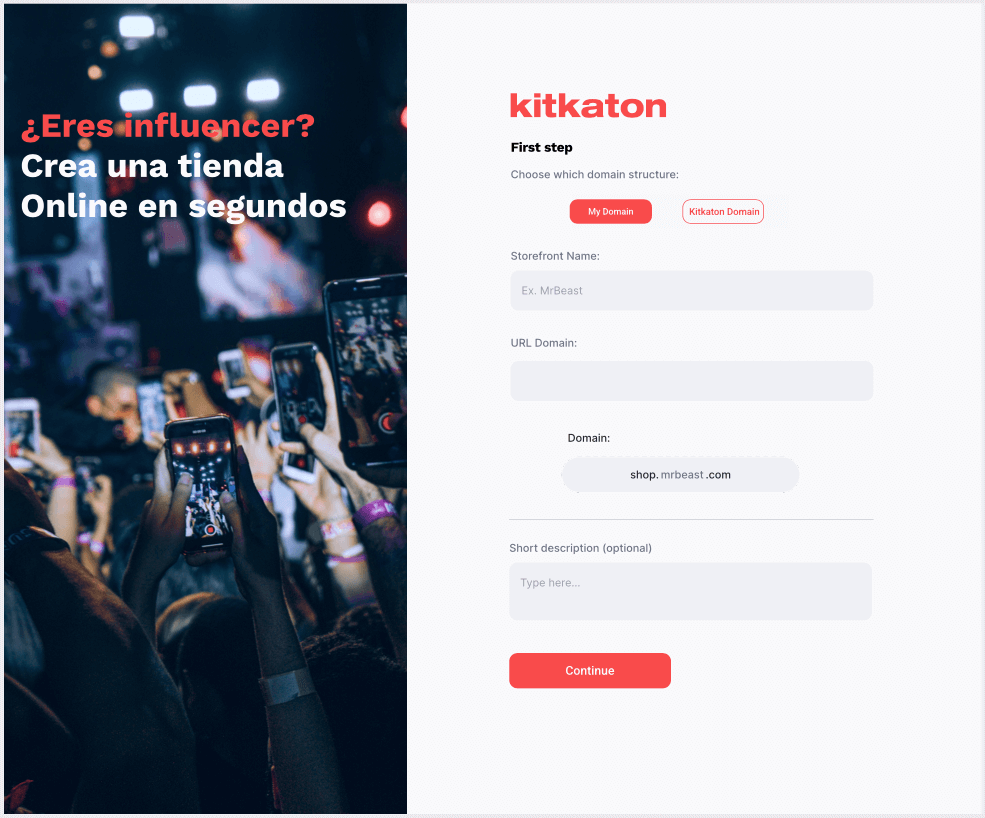 ¿Eres influencer?
Crea una tienda
Online en segundos
kitkaton
First step
Choose which domain structure:
My Domain
Kitkaton Domain
Storefront Name:
Ex. MrBeast
URL Domain:
Domain:
shop. mrbeast .com
Short description (optional)
Type here...
Continue